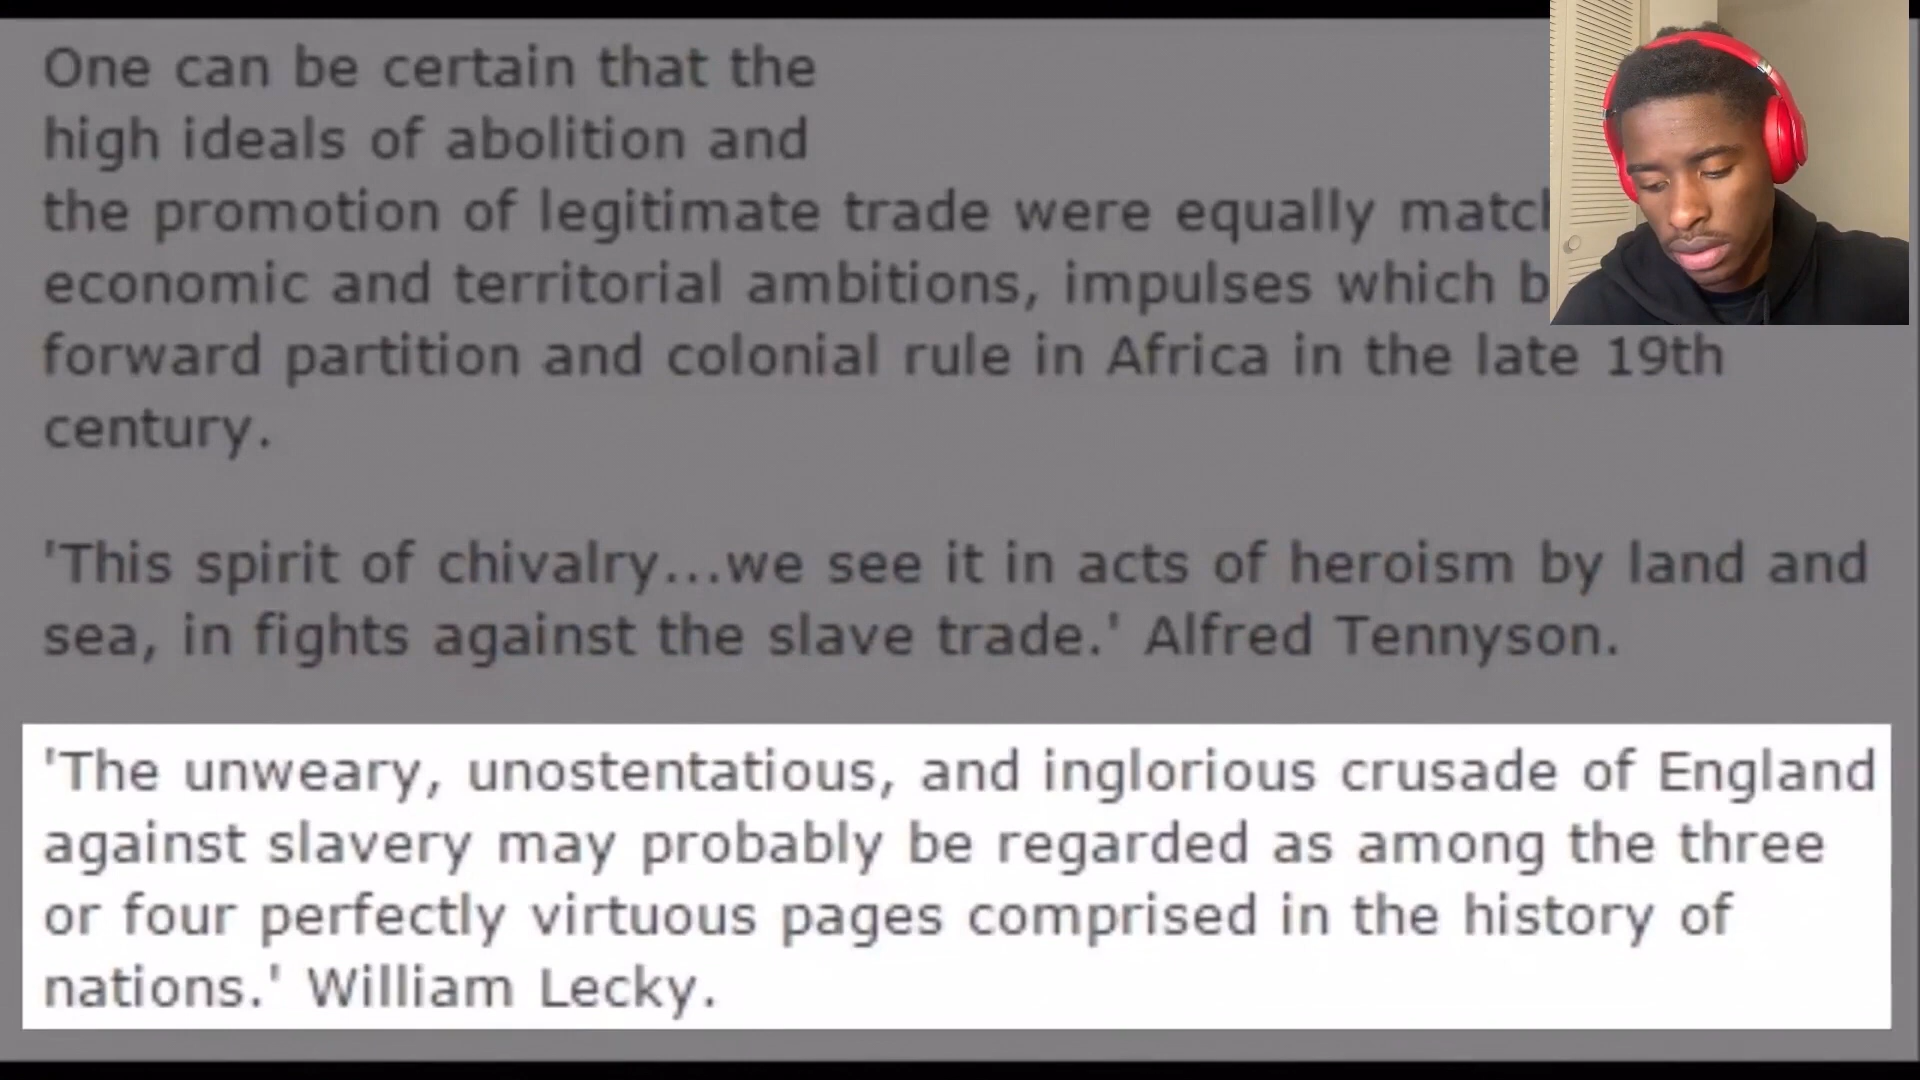 One can be certain that the
high ideals of abolition and
the promotion of legitimate trade were equally
economic and territorial ambitions, impulses which
forward partition and colonial rule in Africa in the late 19th
century.
'This spirit of chivalry...we see it in acts of heroism by land and
sea, in fights against the slave trade.' Alfred Tennyson.
'The unweary, unostentatious, and inglorious crusade of England
against slavery may probably be regarded as among the three
or four perfectly virtuous pages comprised in the history of
nations.' William Lecky.